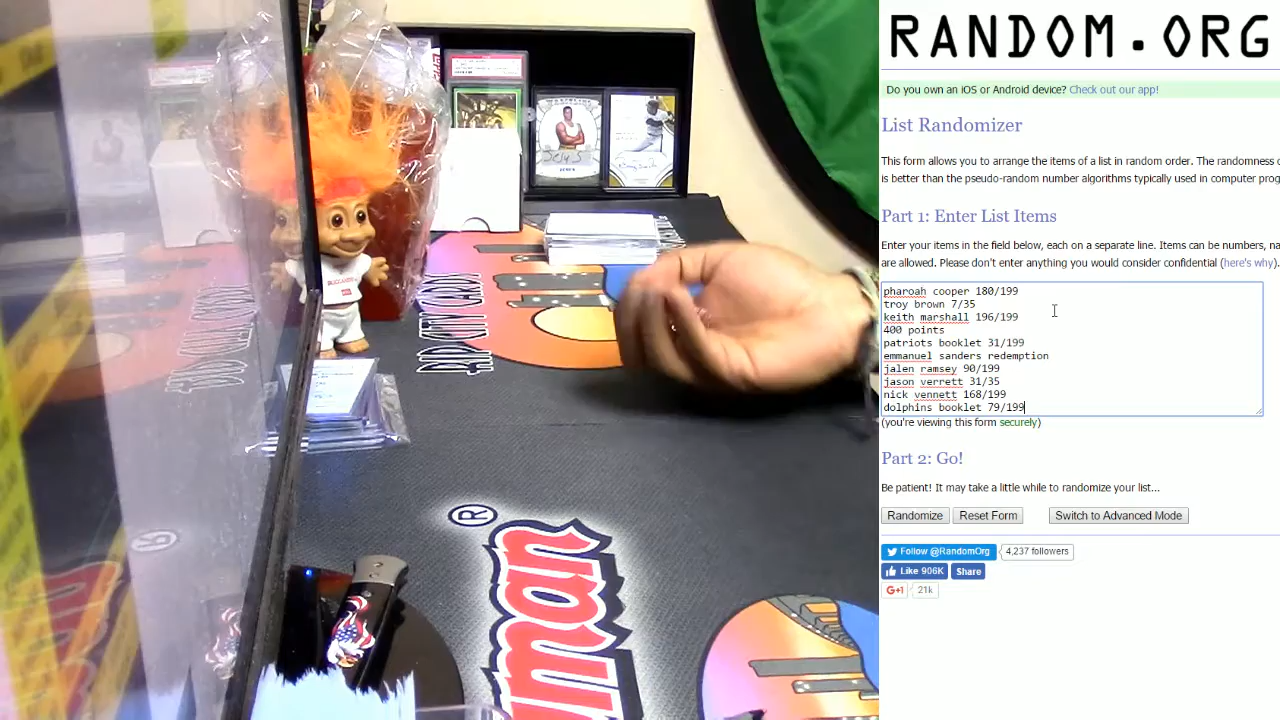 RANDOM.ORG
Do you own an iOS or Android device? Check out our app!
List Randomizer
This form allows you to arrange the items of a list in random order. The randomness
is better than the pseudo-random number algorithms typically used in computer
Part 1: Enter List Items
Enter your items in the field below, each on a separate line. Items can be numbers,
are allowed. Please don't enter anything you would consider confidential (here's why).
pharoah cooper 180/199
troy brown 7/35
keith marshall 196/199
400 points
patriots booklet 31/199
emmanuel sanders redemption
jalen ramsey 90/199
jason verrett 31/35
nick vennett 168/199
dolphins booklet 79/199
(you're viewing this form securely)
Part 2: Go!
Be patient! It may take a little while to randomize your list...
Randomize
Reset Form
Switch to Advanced Mode
Follow @RandomOrg
4,237 followers
Like 906K
Share
G+1
21k
RIP CITY CARDS
BUCCANEERS
man
®